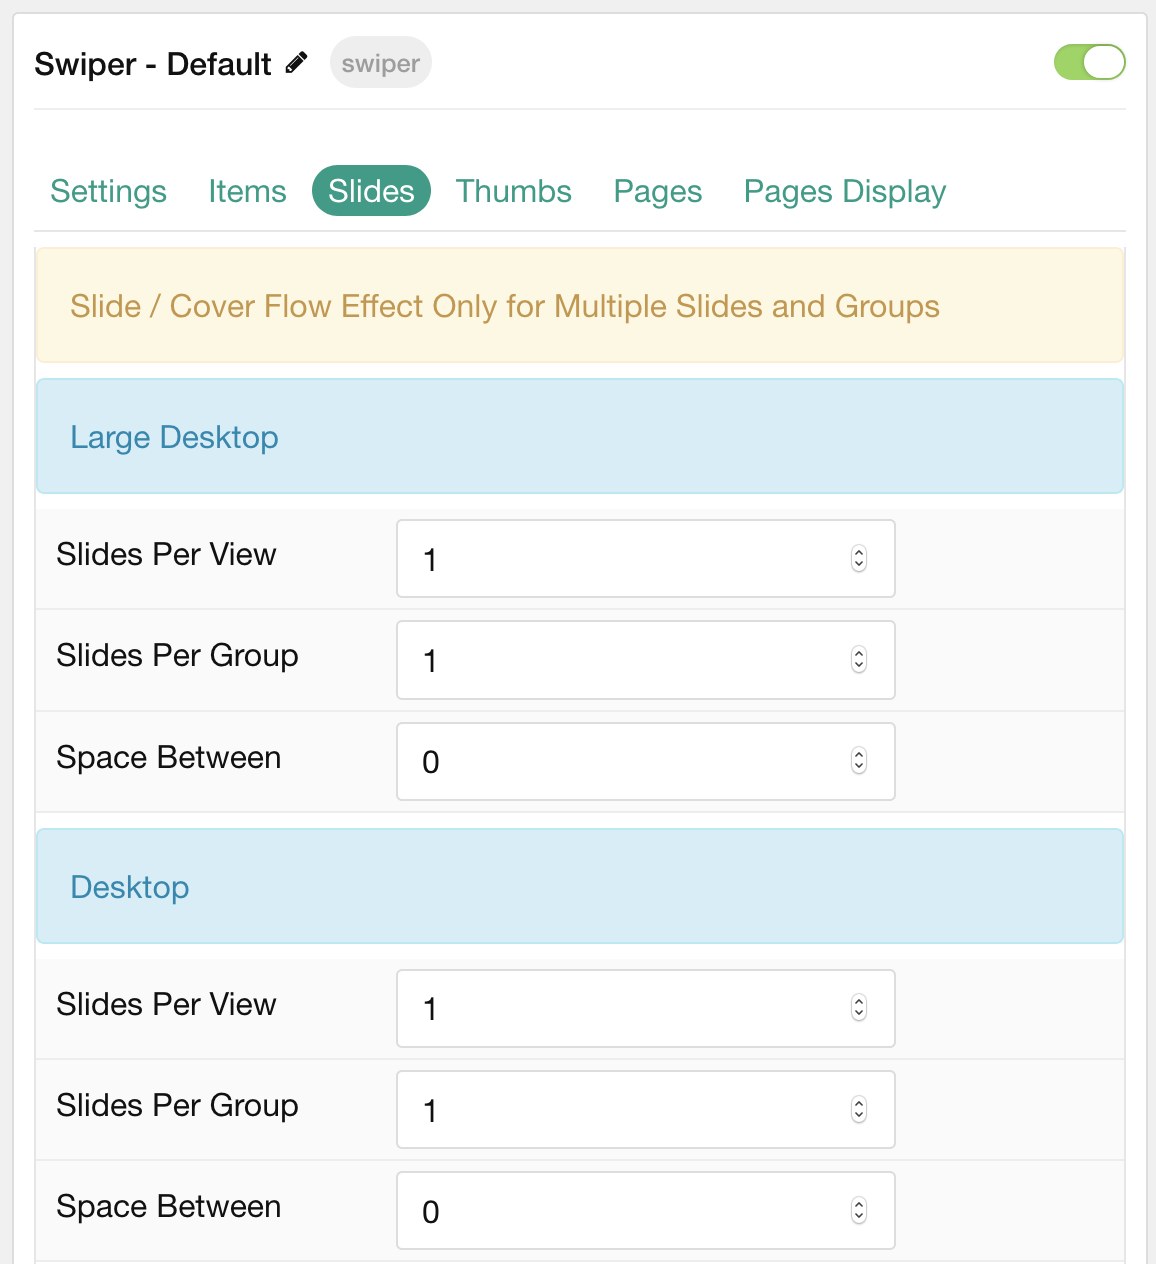 Swiper - Default swiper
Settings Items Slides Thumbs Pages Pages Display
Slide / Cover Flow Effect Only for Multiple Slides and Groups
Large Desktop
Slides Per View 1
Slides Per Group 1
Space Between 0
Desktop
Slides Per View 1
Slides Per Group 1
Space Between 0